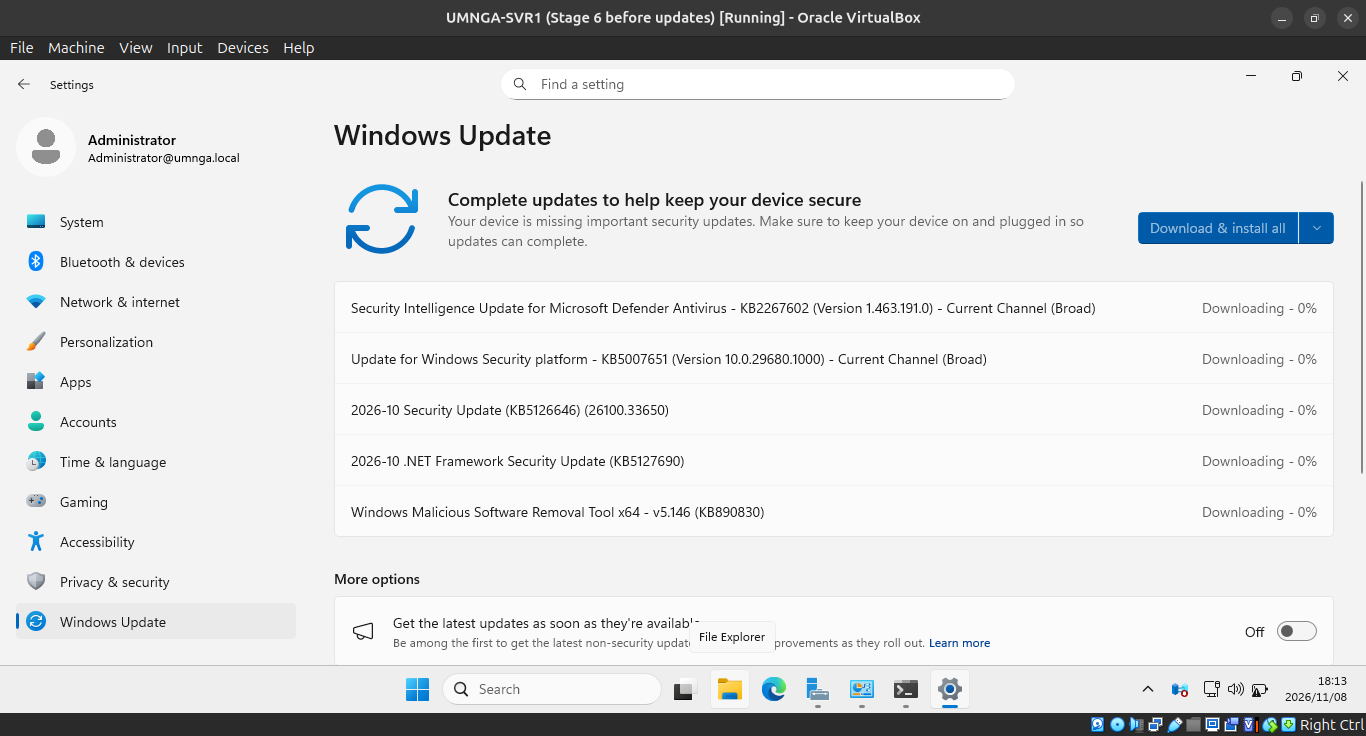 UMNGA-SVR1 (Stage 6 before updates) [Running] - Oracle VirtualBox
File Machine View Input Devices Help
Settings
Find a setting
Administrator
Administrator@umnga.local
System
Bluetooth & devices
Network & internet
Personalization
Apps
Accounts
Time & language
Gaming
Accessibility
Privacy & security
Windows Update
Windows Update
Complete updates to help keep your device secure
Your device is missing important security updates. Make sure to keep your device on and plugged in so
updates can complete.
Download & install all
Security Intelligence Update for Microsoft Defender Antivirus - KB2267602 (Version 1.463.191.0) - Current Channel (Broad) Downloading - 0%
Update for Windows Security platform - KB5007651 (Version 10.0.29680.1000) - Current Channel (Broad) Downloading - 0%
2026-10 Security Update (KB5126646) (26100.33650) Downloading - 0%
2026-10 .NET Framework Security Update (KB5127690) Downloading - 0%
Windows Malicious Software Removal Tool x64 - v5.146 (KB890830) Downloading - 0%
More options
Get the latest updates as soon as they're availabl
Be among the first to get the latest non-security updat provements as they roll out. Learn more
Off
File Explorer
Search
18:13
2026/11/08
Right Ctrl